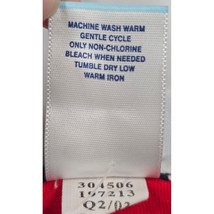 MACHINE WASH WARM
GENTLE CYCLE
ONLY NON-CHLORINE
BLEACH WHEN NEEDED
TUMBLE DRY LOW
WARM IRON
304506
197213
Q2/02